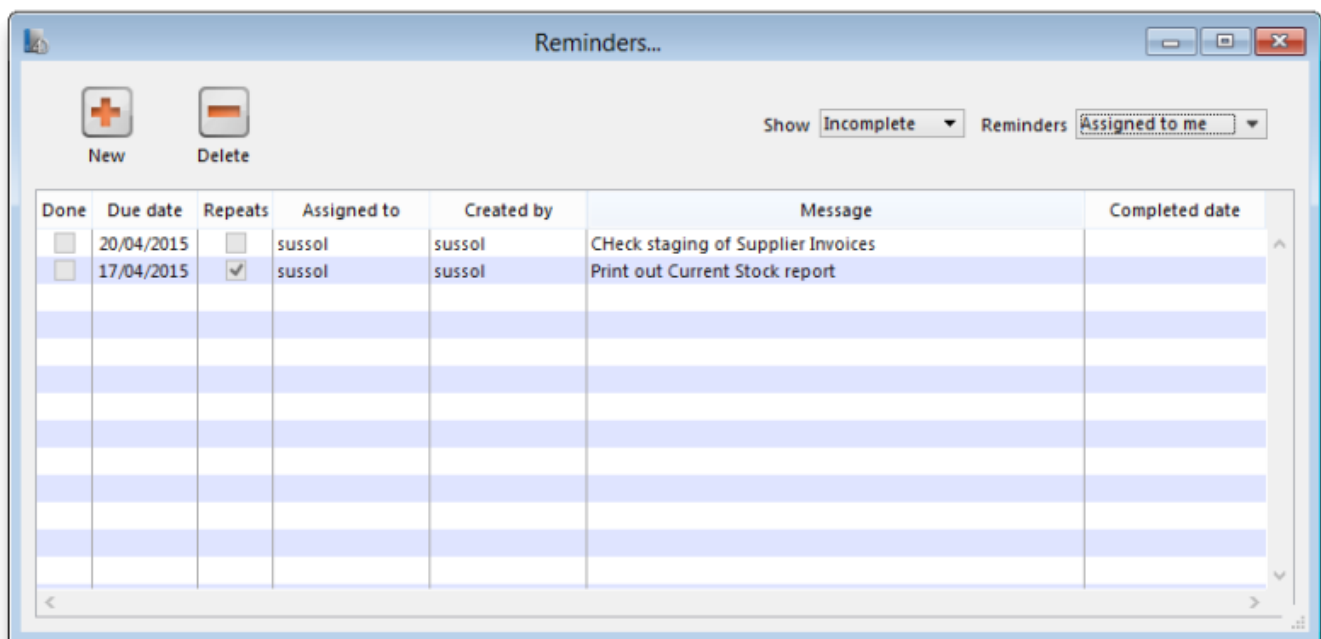 Reminders...
New
Delete
Show Incomplete Reminders Assigned to me
Done Due date Repeats Assigned to Created by Message Completed date
20/04/2015 sussol sussol CHeck staging of Supplier Invoices
17/04/2015 sussol sussol Print out Current Stock report